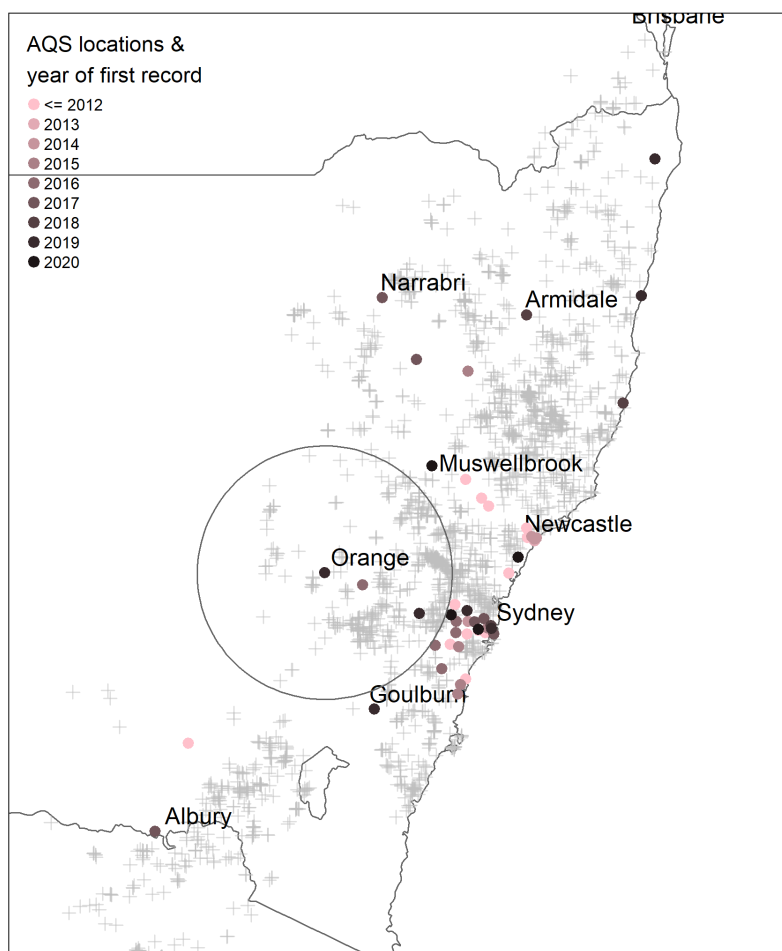 Brisbane
AQS locations &
year of first record
<= 2012
2013
2014
2015
2016
2017
2018
2019
2020
Narrabri
Armidale
Muswellbrook
Newcastle
Orange
Sydney
Goulburn
Albury